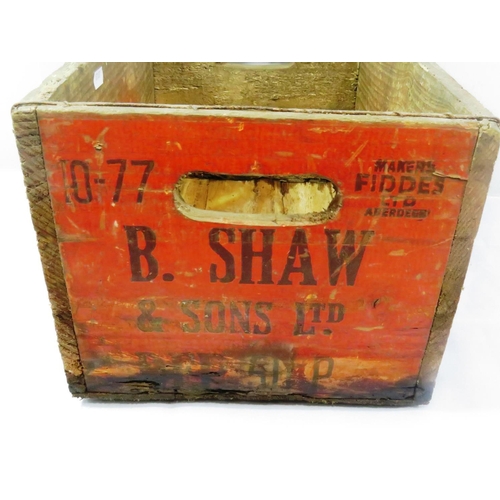 10-77
MAKERS
FIDDES
LTD
ABERDEEN
B. SHAW
& SONS LTD